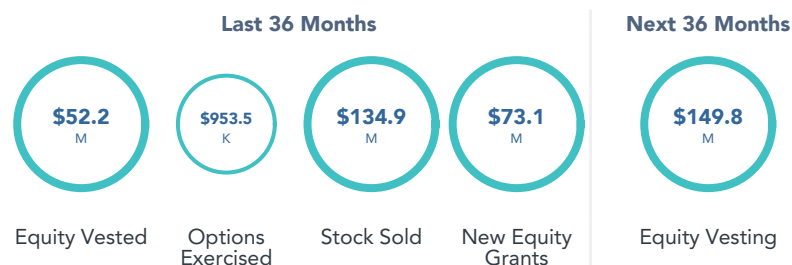 Last 36 Months
Next 36 Months
$52.2
M
$953.5
K
$134.9
M
$73.1
M
$149.8
M
Equity Vested
Options
Exercised
Stock Sold
New Equity
Grants
Equity Vesting